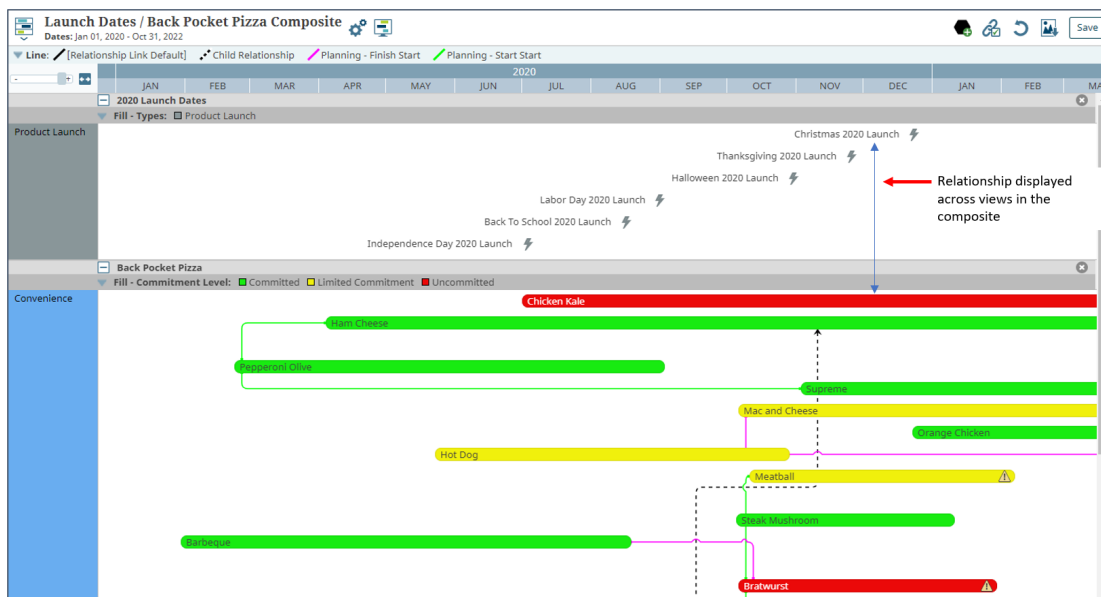 Launch Dates / Back Pocket Pizza Composite
Dates: Jan 01, 2020 - Oct 31, 2022
Save
Line: [Relationship Link Default] Child Relationship Planning - Finish Start Planning - Start Start
- +
2020
JAN FEB MAR APR MAY JUN JUL AUG SEP OCT NOV DEC JAN FEB MA
2020 Launch Dates
Fill - Types: Product Launch
Product Launch
Christmas 2020 Launch
Thanksgiving 2020 Launch
Halloween 2020 Launch
Relationship displayed
across views in the
composite
Labor Day 2020 Launch
Back To School 2020 Launch
Independence Day 2020 Launch
Back Pocket Pizza
Fill - Commitment Level: Committed Limited Commitment Uncommitted
Convenience
Chicken Kale
Ham Cheese
Pepperoni Olive
Supreme
Mac and Cheese
Orange Chicken
Hot Dog
Meatball
Steak Mushroom
Barbeque
Bratwurst